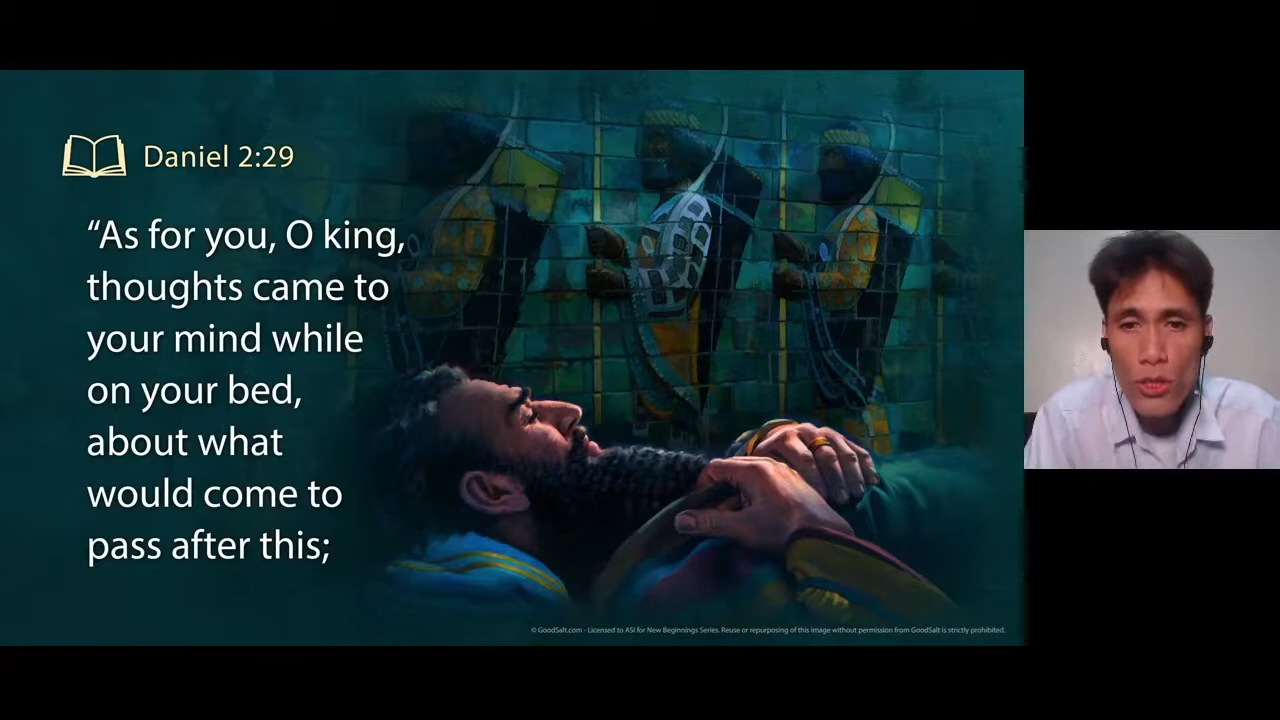 Daniel 2:29
“As for you, O king,
thoughts came to
your mind while
on your bed,
about what
would come to
pass after this;
© GoodSalt.com - Licensed to ASI for New Beginnings Series. Reuse or repurposing of this image without permission from GoodSalt is strictly prohibited.